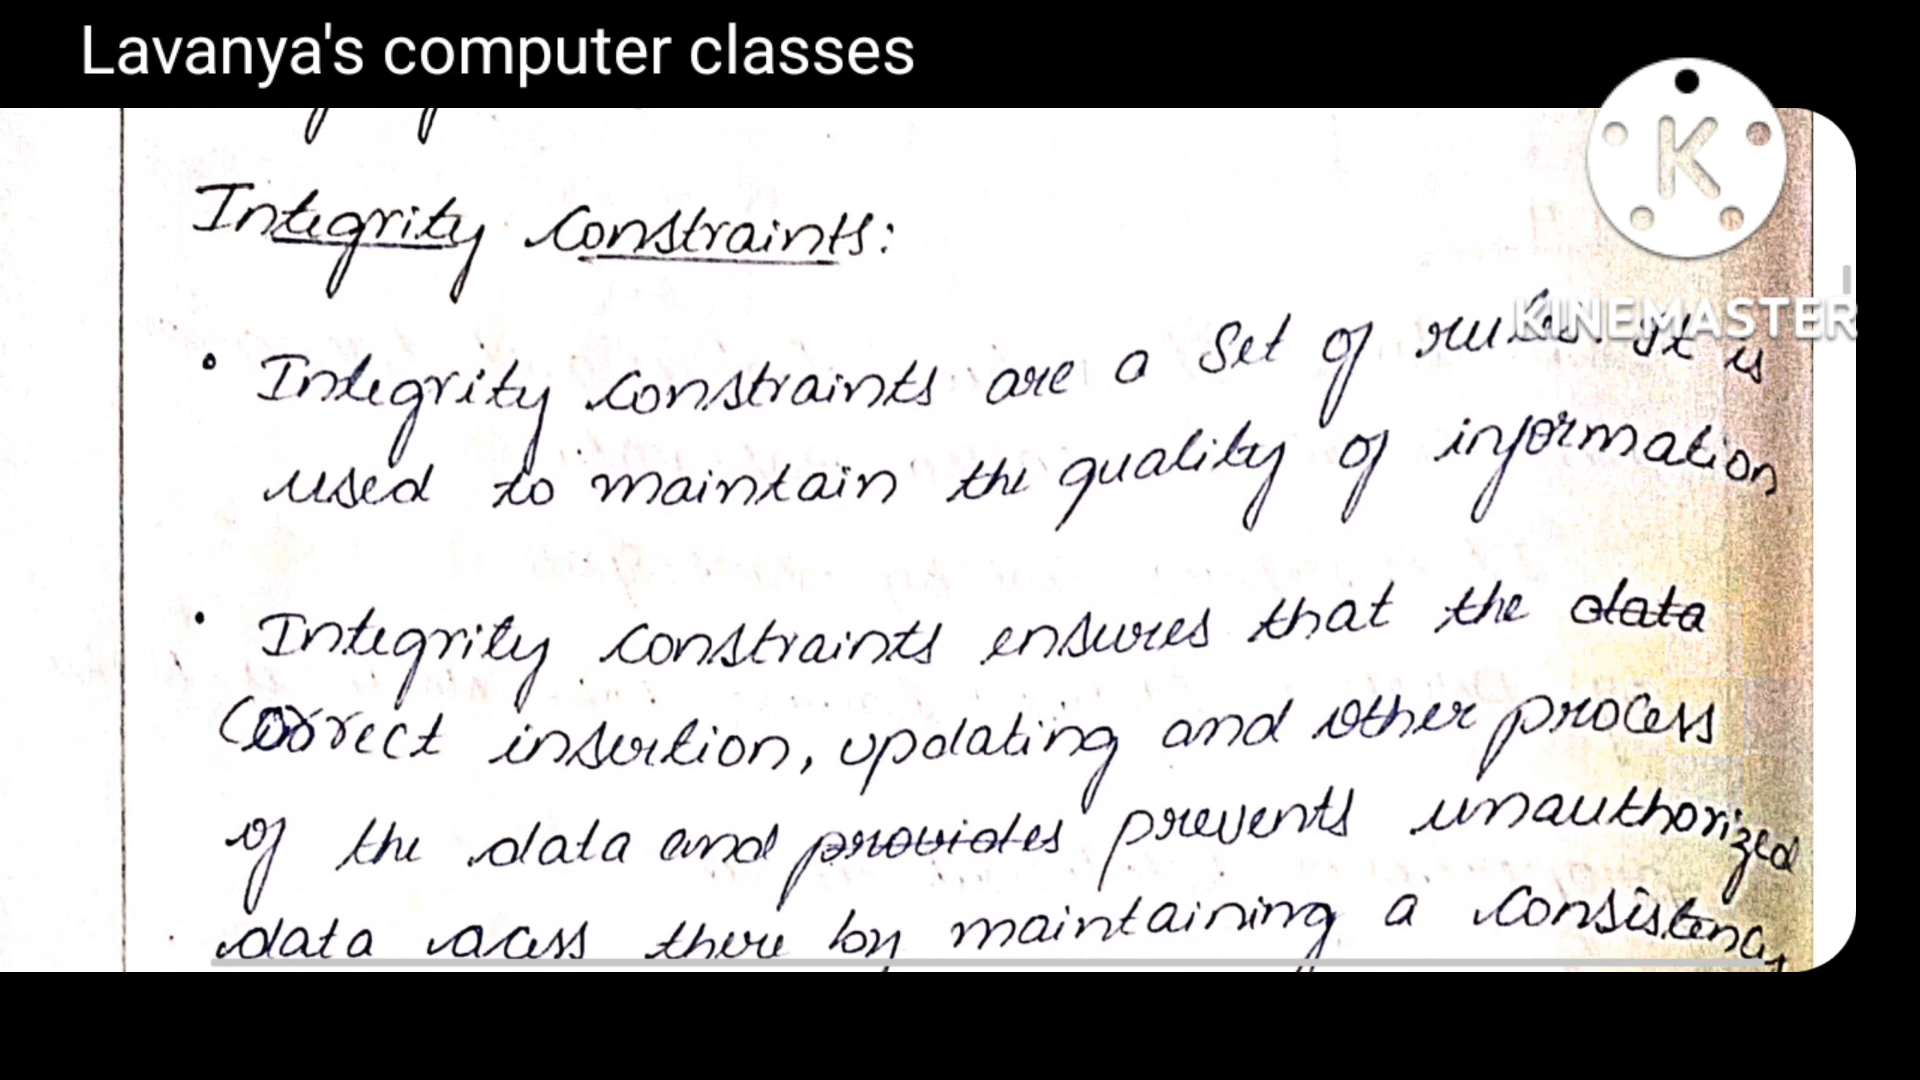 Lavanya's computer classes
K
KINEMASTER
Integrity Constraints:
• Integrity constraints are a set of rules. It is
used to maintain the quality of information
• Integrity constraints ensures that the data
Correct insertion, updating and other process
of the data and provides prevents unauthorized
data acess there by maintaining a consistency